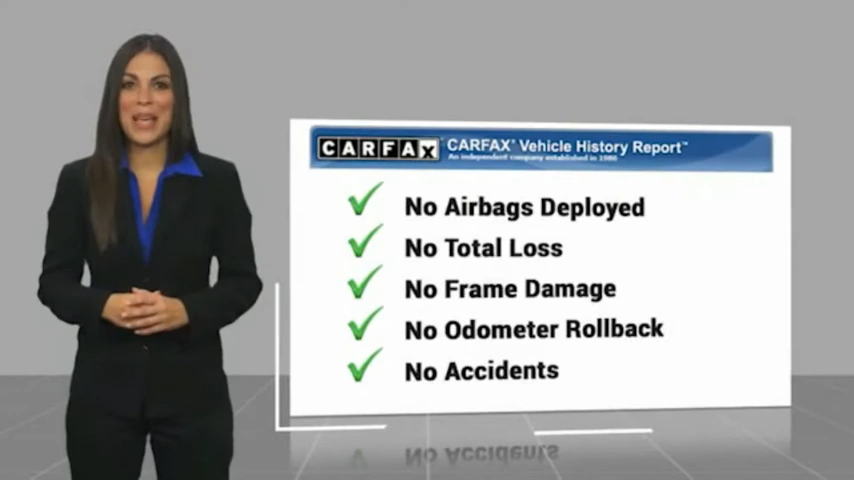 CARFAX CARFAX® Vehicle History Report™
An independent company established in 1986
No Airbags Deployed
No Total Loss
No Frame Damage
No Odometer Rollback
No Accidents
No Accidents